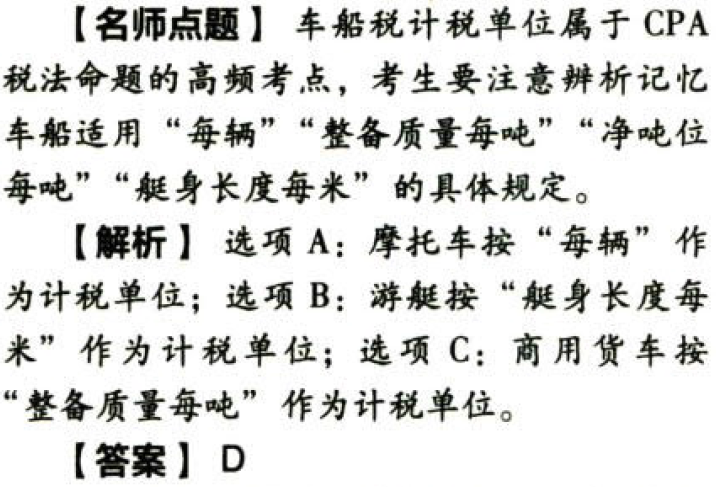 【名师点题】 车船税计税单位属于 CPA
税法命题的高频考点，考生要注意辨析记忆
车船适用“每辆”“整备质量每吨”“净吨位
每吨”“艇身长度每米”的具体规定。
【解析】 选项 A：摩托车按“每辆”作
为计税单位；选项 B：游艇按“艇身长度每
米”作为计税单位；选项 C：商用货车按
“整备质量每吨”作为计税单位。
【答案】 D